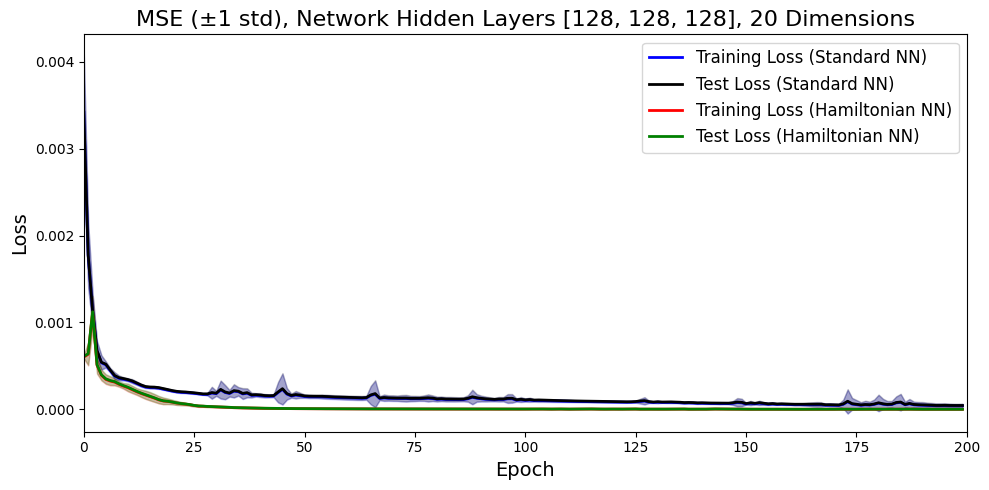 MSE (±1 std), Network Hidden Layers [128, 128, 128], 20 Dimensions
Training Loss (Standard NN)
Test Loss (Standard NN)
Training Loss (Hamiltonian NN)
Test Loss (Hamiltonian NN)
Loss
0.004
0.003
0.002
0.001
0.000
0 25 50 75 100 125 150 175 200
Epoch